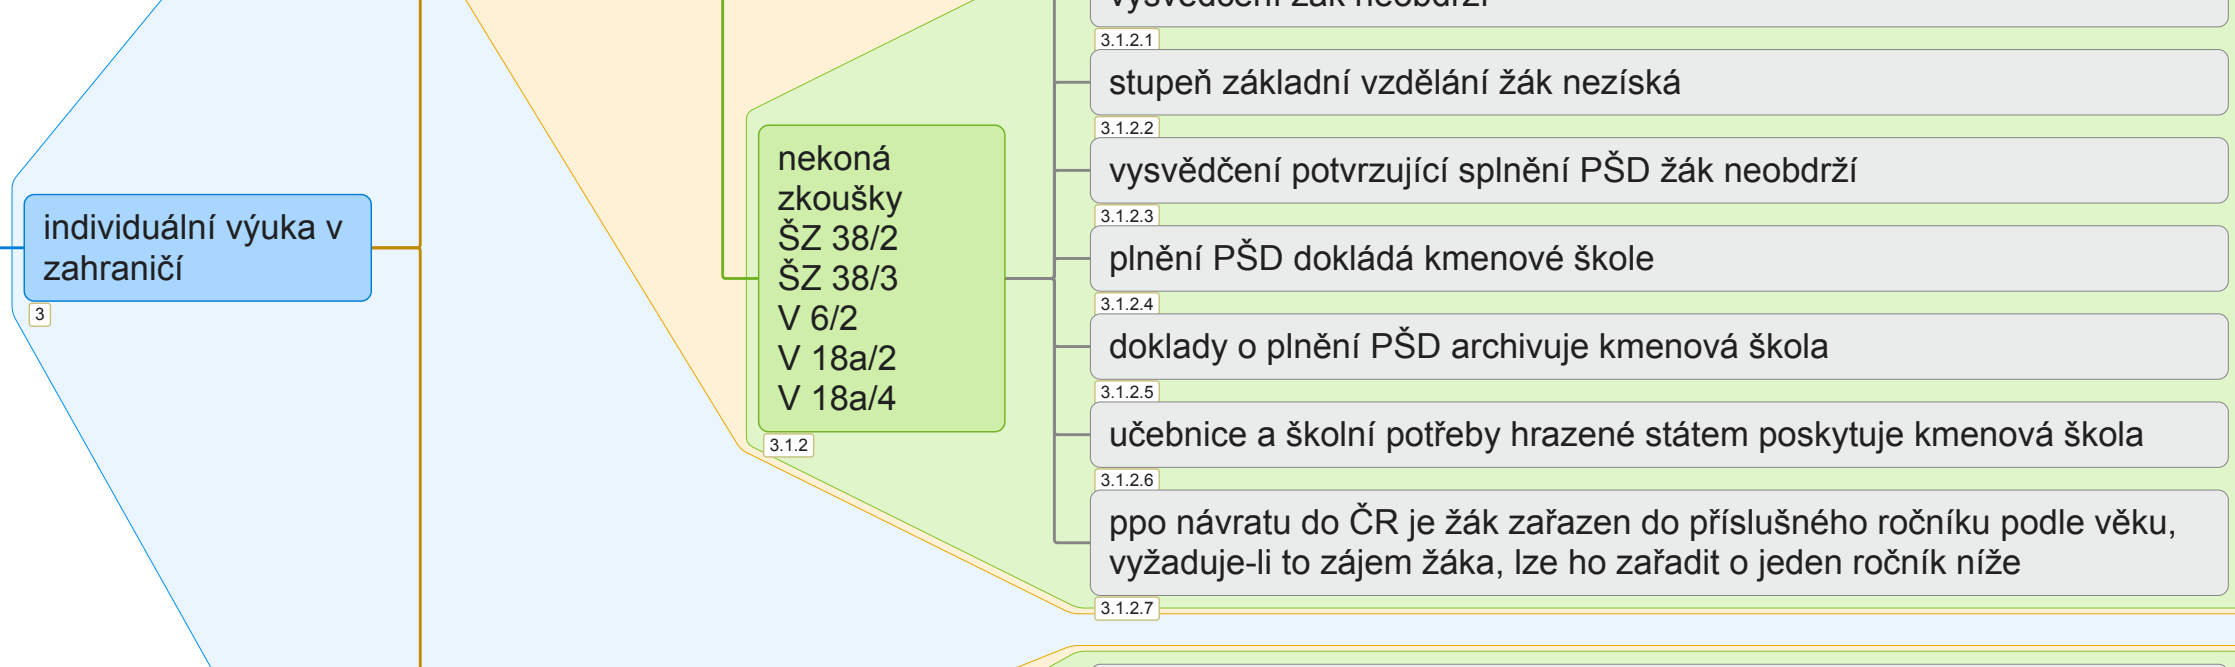 individuální výuka v
zahraničí
3
nekoná
zkoušky
ŠZ 38/2
ŠZ 38/3
V 6/2
V 18a/2
V 18a/4
3.1.2
vysvědčení žák neobdrží
3.1.2.1
stupeň základní vzdělání žák nezíská
3.1.2.2
vysvědčení potvrzující splnění PŠD žák neobdrží
3.1.2.3
plnění PŠD dokládá kmenové škole
3.1.2.4
doklady o plnění PŠD archivuje kmenová škola
3.1.2.5
učebnice a školní potřeby hrazené státem poskytuje kmenová škola
3.1.2.6
ppo návratu do ČR je žák zařazen do příslušného ročníku podle věku,
vyžaduje-li to zájem žáka, lze ho zařadit o jeden ročník níže
3.1.2.7